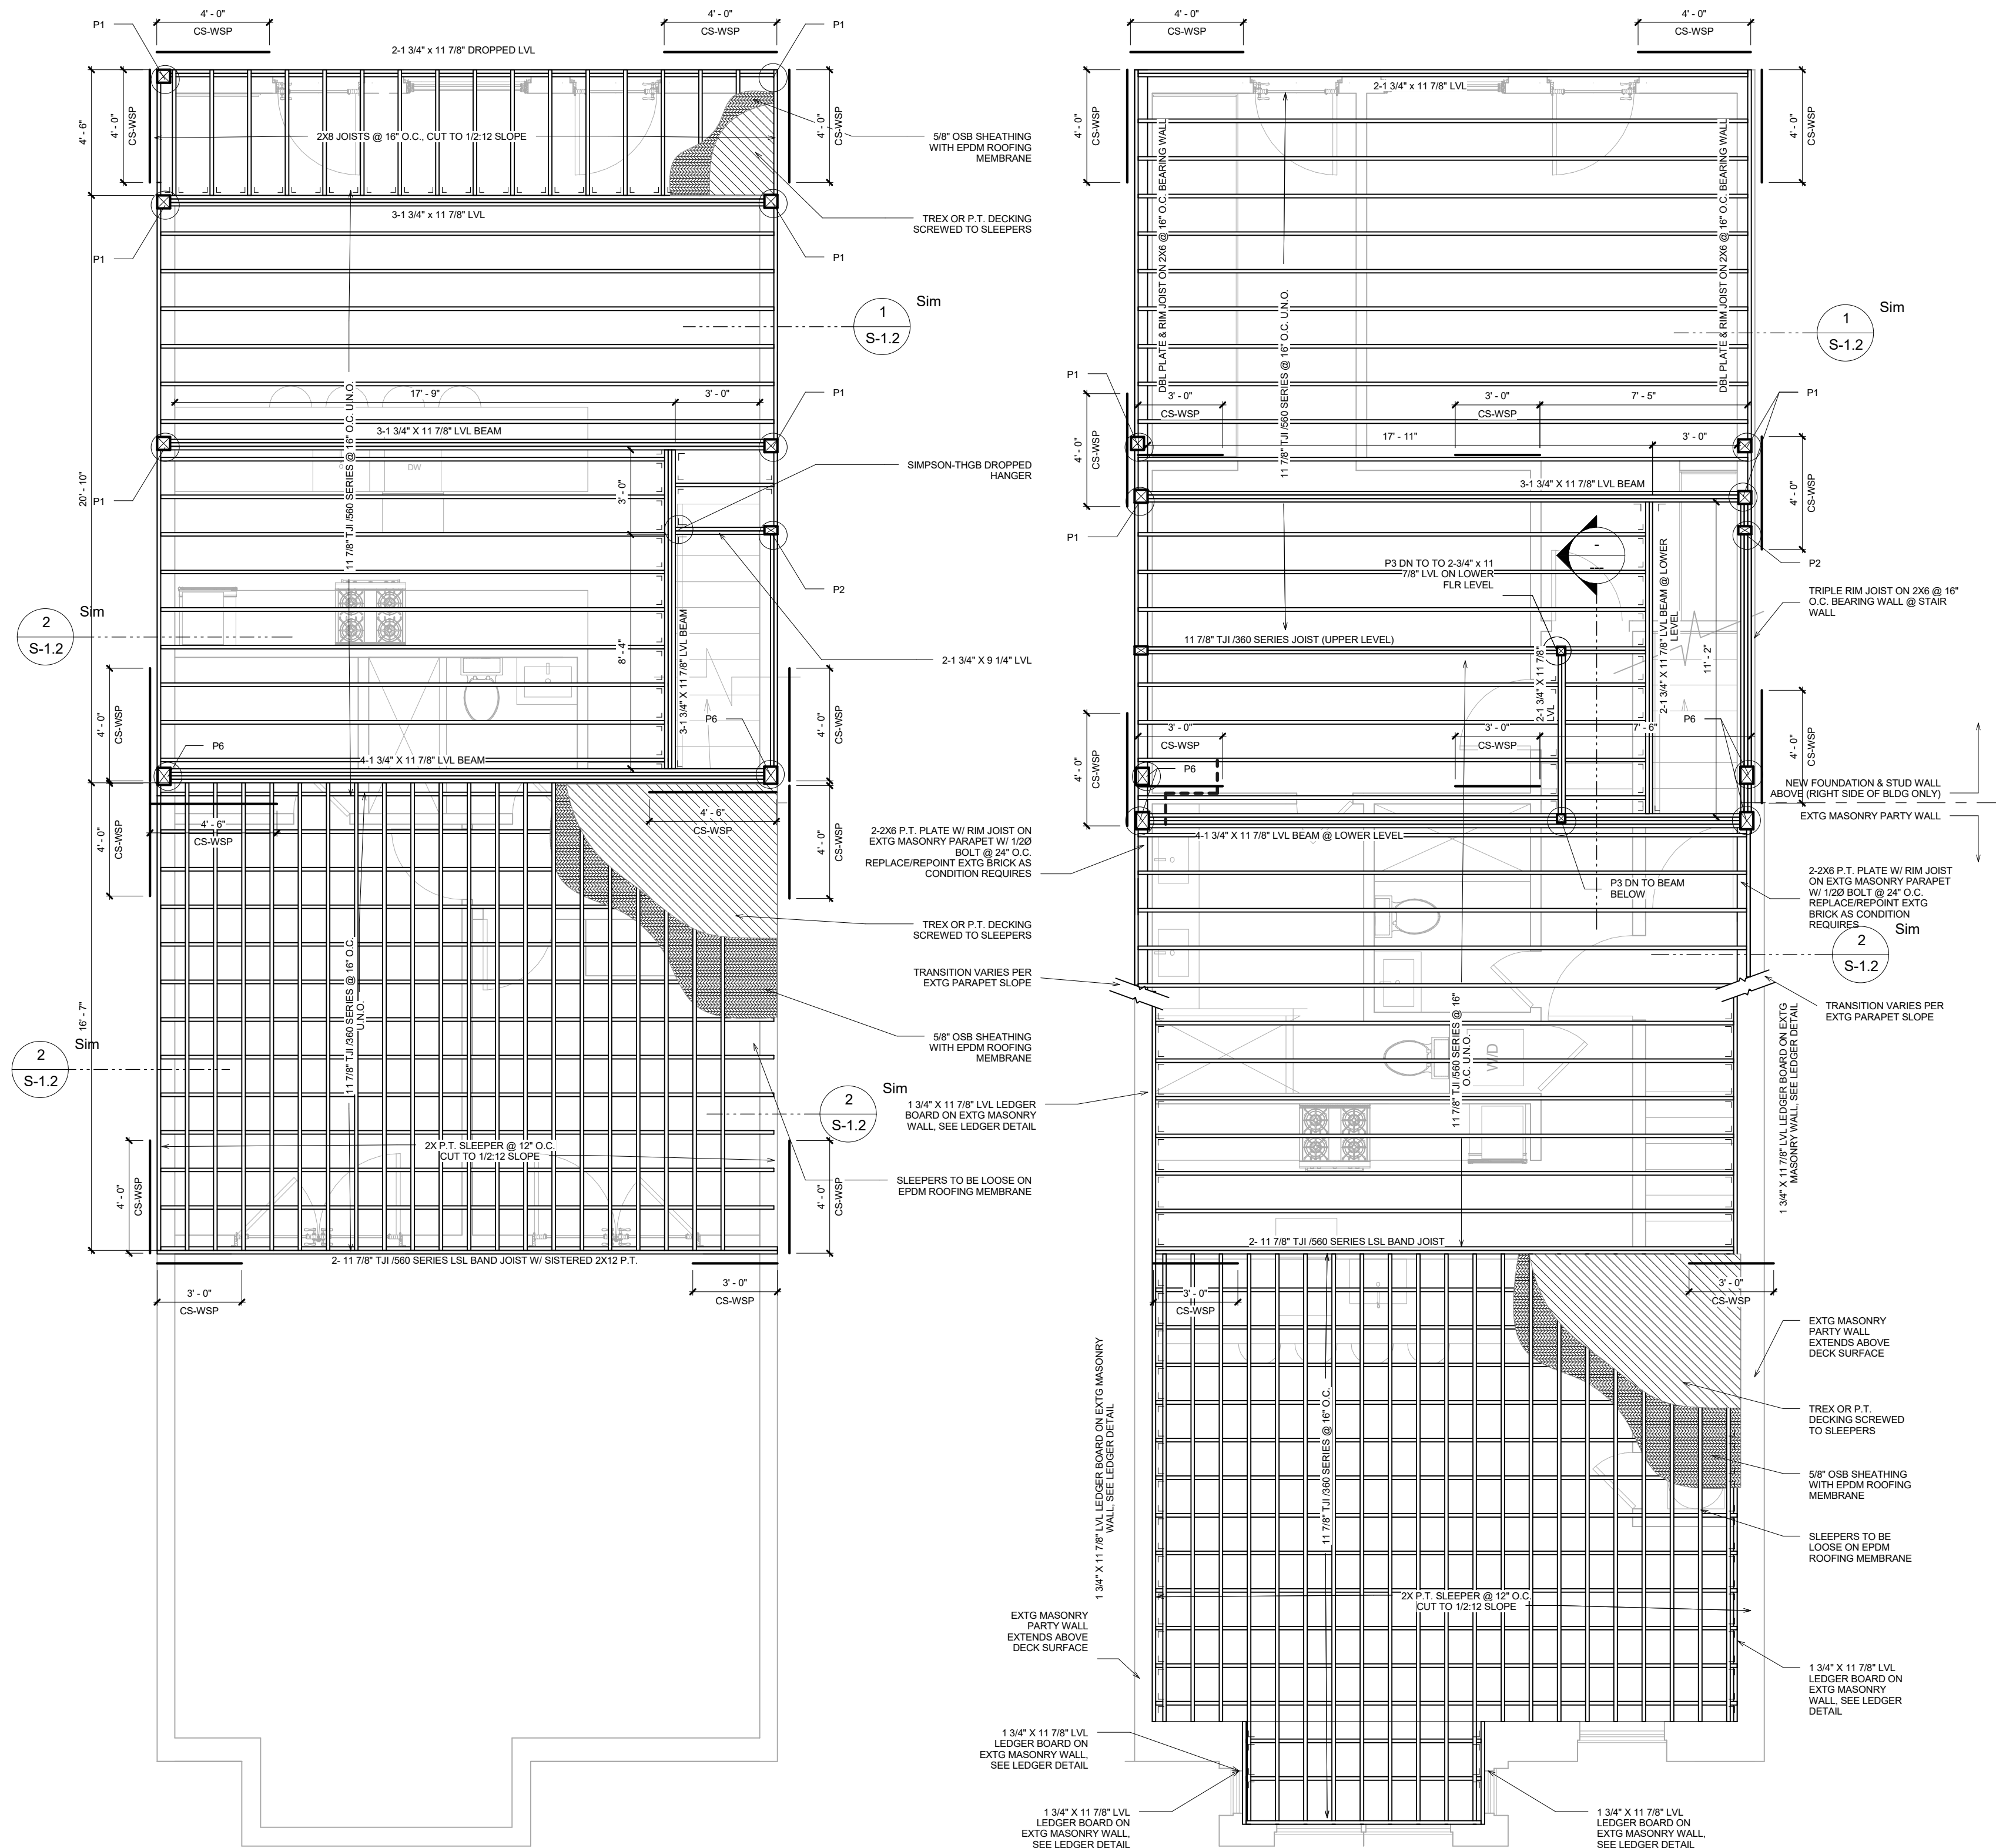 4' - 0"
CS-WSP
P1
4' - 0"
CS-WSP
P1
2-1 3/4" x 11 7/8" DROPPED LVL
4' - 6"
4' - 0"
CS-WSP
2X8 JOISTS @ 16" O.C., CUT TO 1/2:12 SLOPE
4' - 0"
CS-WSP
5/8" OSB SHEATHING
WITH EPDM ROOFING
MEMBRANE
3-1 3/4" x 11 7/8" LVL
TREX OR P.T. DECKING
SCREWED TO SLEEPERS
P1
P1
1
S-1.2
Sim
11 7/8" TJI /560 SERIES @ 16" O.C. U.N.O.
17' - 9"
3' - 0"
P1
3-1 3/4" X 11 7/8" LVL BEAM
DW
20' - 10"
P1
3' - 0"
SIMPSON-THGB DROPPED
HANGER
P2
2
S-1.2
Sim
8' - 4"
3-1 3/4" X 11 7/8" LVL BEAM
2-1 3/4" X 9 1/4" LVL
4' - 0"
CS-WSP
P6
P6
4' - 0"
CS-WSP
4-1 3/4" X 11 7/8" LVL BEAM
4' - 0"
CS-WSP
4' - 6"
CS-WSP
4' - 6"
CS-WSP
4' - 0"
CS-WSP
TREX OR P.T. DECKING
SCREWED TO SLEEPERS
16' - 7"
11 7/8" TJI /360 SERIES @ 16" O.C.
U.N.O.
5/8" OSB SHEATHING
WITH EPDM ROOFING
MEMBRANE
2
S-1.2
Sim
2
S-1.2
Sim
4' - 0"
CS-WSP
2X P.T. SLEEPER @ 12" O.C.
CUT TO 1/2:12 SLOPE
4' - 0"
CS-WSP
SLEEPERS TO BE LOOSE ON
EPDM ROOFING MEMBRANE
2- 11 7/8" TJI /560 SERIES LSL BAND JOIST W/ SISTERED 2X12 P.T.
3' - 0"
CS-WSP
3' - 0"
CS-WSP
4' - 0"
CS-WSP
4' - 0"
CS-WSP
2-1 3/4" x 11 7/8" LVL
4' - 0"
CS-WSP
4' - 0"
CS-WSP
DBL PLATE & RIM JOIST ON 2X6 @ 16" O.C. BEARING WALL
DBL PLATE & RIM JOIST ON 2X6 @ 16" O.C. BEARING WALL
11 7/8" TJI /560 SERIES @ 16" O.C. U.N.O.
1
S-1.2
Sim
P1
P1
3' - 0"
CS-WSP
3' - 0"
CS-WSP
7' - 5"
4' - 0"
CS-WSP
17' - 11"
3' - 0"
4' - 0"
CS-WSP
3-1 3/4" X 11 7/8" LVL BEAM
P1
-
---
P2
P3 DN TO TO 2-3/4" x 11
7/8" LVL ON LOWER
FLR LEVEL
TRIPLE RIM JOIST ON 2X6 @ 16"
O.C. BEARING WALL @ STAIR
WALL
11 7/8" TJI /360 SERIES JOIST (UPPER LEVEL)
2-1 3/4" X 11 7/8"
LVL
2-1 3/4" X 11 7/8" LVL BEAM @ LOWER
LEVEL
11' - 2"
P6
4' - 0"
CS-WSP
3' - 0"
CS-WSP
3' - 0"
CS-WSP
7' - 6"
4' - 0"
CS-WSP
P6
NEW FOUNDATION & STUD WALL
ABOVE (RIGHT SIDE OF BLDG ONLY)
EXTG MASONRY PARTY WALL
4-1 3/4" X 11 7/8" LVL BEAM @ LOWER LEVEL
2-2X6 P.T. PLATE W/ RIM JOIST ON
EXTG MASONRY PARAPET W/ 1/2Ø
BOLT @ 24" O.C.
REPLACE/REPOINT EXTG BRICK AS
CONDITION REQUIRES
P3 DN TO BEAM
BELOW
2-2X6 P.T. PLATE W/ RIM JOIST
ON EXTG MASONRY PARAPET
W/ 1/2Ø BOLT @ 24" O.C.
REPLACE/REPOINT EXTG
BRICK AS CONDITION
REQUIRES
2
S-1.2
Sim
TRANSITION VARIES PER
EXTG PARAPET SLOPE
TRANSITION VARIES PER
EXTG PARAPET SLOPE
W/D
11 7/8" TJI /560 SERIES @ 16"
O.C. U.N.O.
1 3/4" X 11 7/8" LVL LEDGER
BOARD ON EXTG MASONRY
WALL, SEE LEDGER DETAIL
1 3/4" X 11 7/8" LVL LEDGER BOARD ON EXTG
MASONRY WALL, SEE LEDGER DETAIL
2- 11 7/8" TJI /560 SERIES LSL BAND JOIST
3' - 0"
CS-WSP
3' - 0"
CS-WSP
EXTG MASONRY
PARTY WALL
EXTENDS ABOVE
DECK SURFACE
1 3/4" X 11 7/8" LVL LEDGER BOARD ON EXTG MASONRY
WALL, SEE LEDGER DETAIL
11 7/8" TJI /360 SERIES @ 16" O.C.
TREX OR P.T.
DECKING SCREWED
TO SLEEPERS
5/8" OSB SHEATHING
WITH EPDM ROOFING
MEMBRANE
SLEEPERS TO BE
LOOSE ON EPDM
ROOFING MEMBRANE
2X P.T. SLEEPER @ 12" O.C.
CUT TO 1/2:12 SLOPE
EXTG MASONRY
PARTY WALL
EXTENDS ABOVE
DECK SURFACE
1 3/4" X 11 7/8" LVL
LEDGER BOARD ON
EXTG MASONRY
WALL, SEE LEDGER
DETAIL
1 3/4" X 11 7/8" LVL
LEDGER BOARD ON
EXTG MASONRY WALL,
SEE LEDGER DETAIL
1 3/4" X 11 7/8" LVL
LEDGER BOARD ON
EXTG MASONRY WALL,
SEE LEDGER DETAIL
1 3/4" X 11 7/8" LVL
LEDGER BOARD ON
EXTG MASONRY WALL,
SEE LEDGER DETAIL